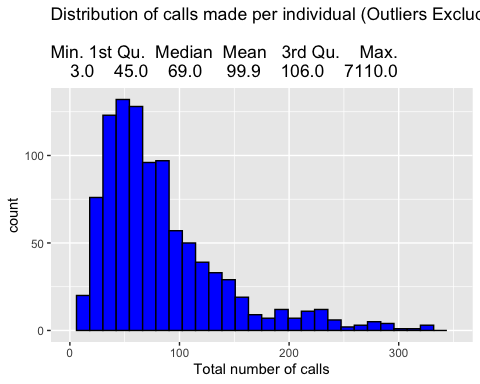 Distribution of calls made per individual (Outliers Exclu
Min. 1st Qu. Median Mean 3rd Qu. Max.
3.0 45.0 69.0 99.9 106.0 7110.0
100
50
0
count
0 100 200 300
Total number of calls